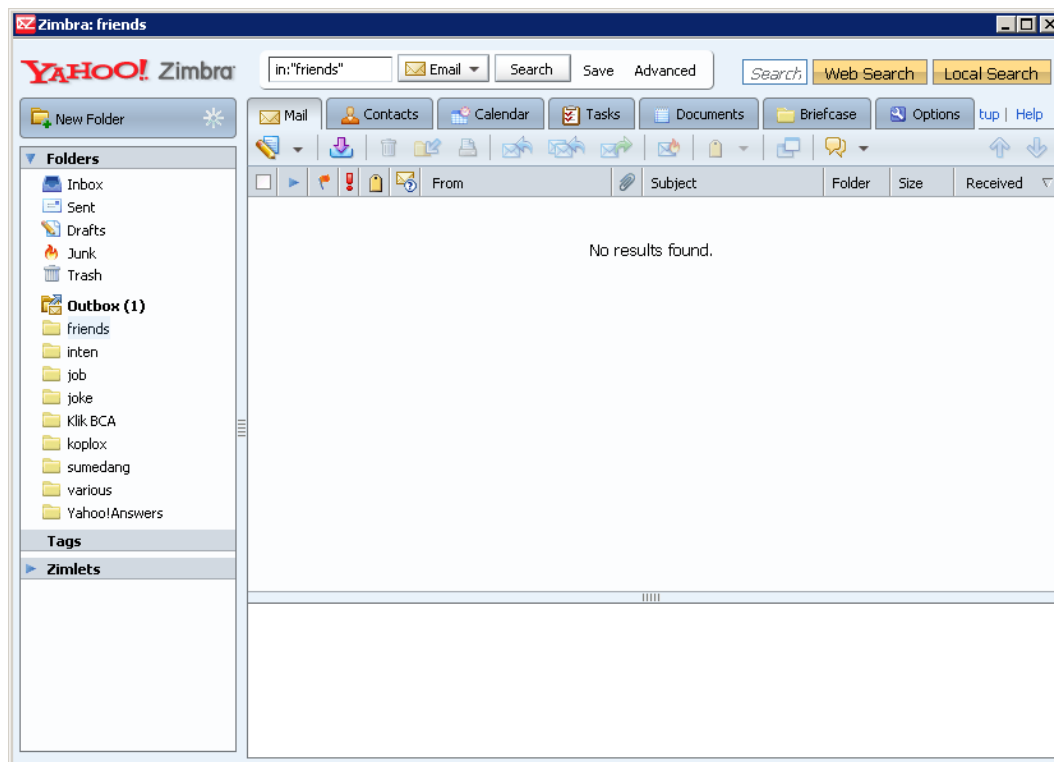 Zimbra: friends
YAHOO! Zimbra
in:"friends" Email Search Save Advanced Search Web Search Local Search
New Folder
Mail Contacts Calendar Tasks Documents Briefcase Options tup | Help
Folders
From Subject Folder Size Received
Inbox
Sent
Drafts
Junk
Trash
Outbox (1)
friends
inten
job
joke
Klik BCA
koplox
sumedang
various
Yahoo!Answers
Tags
Zimlets
No results found.